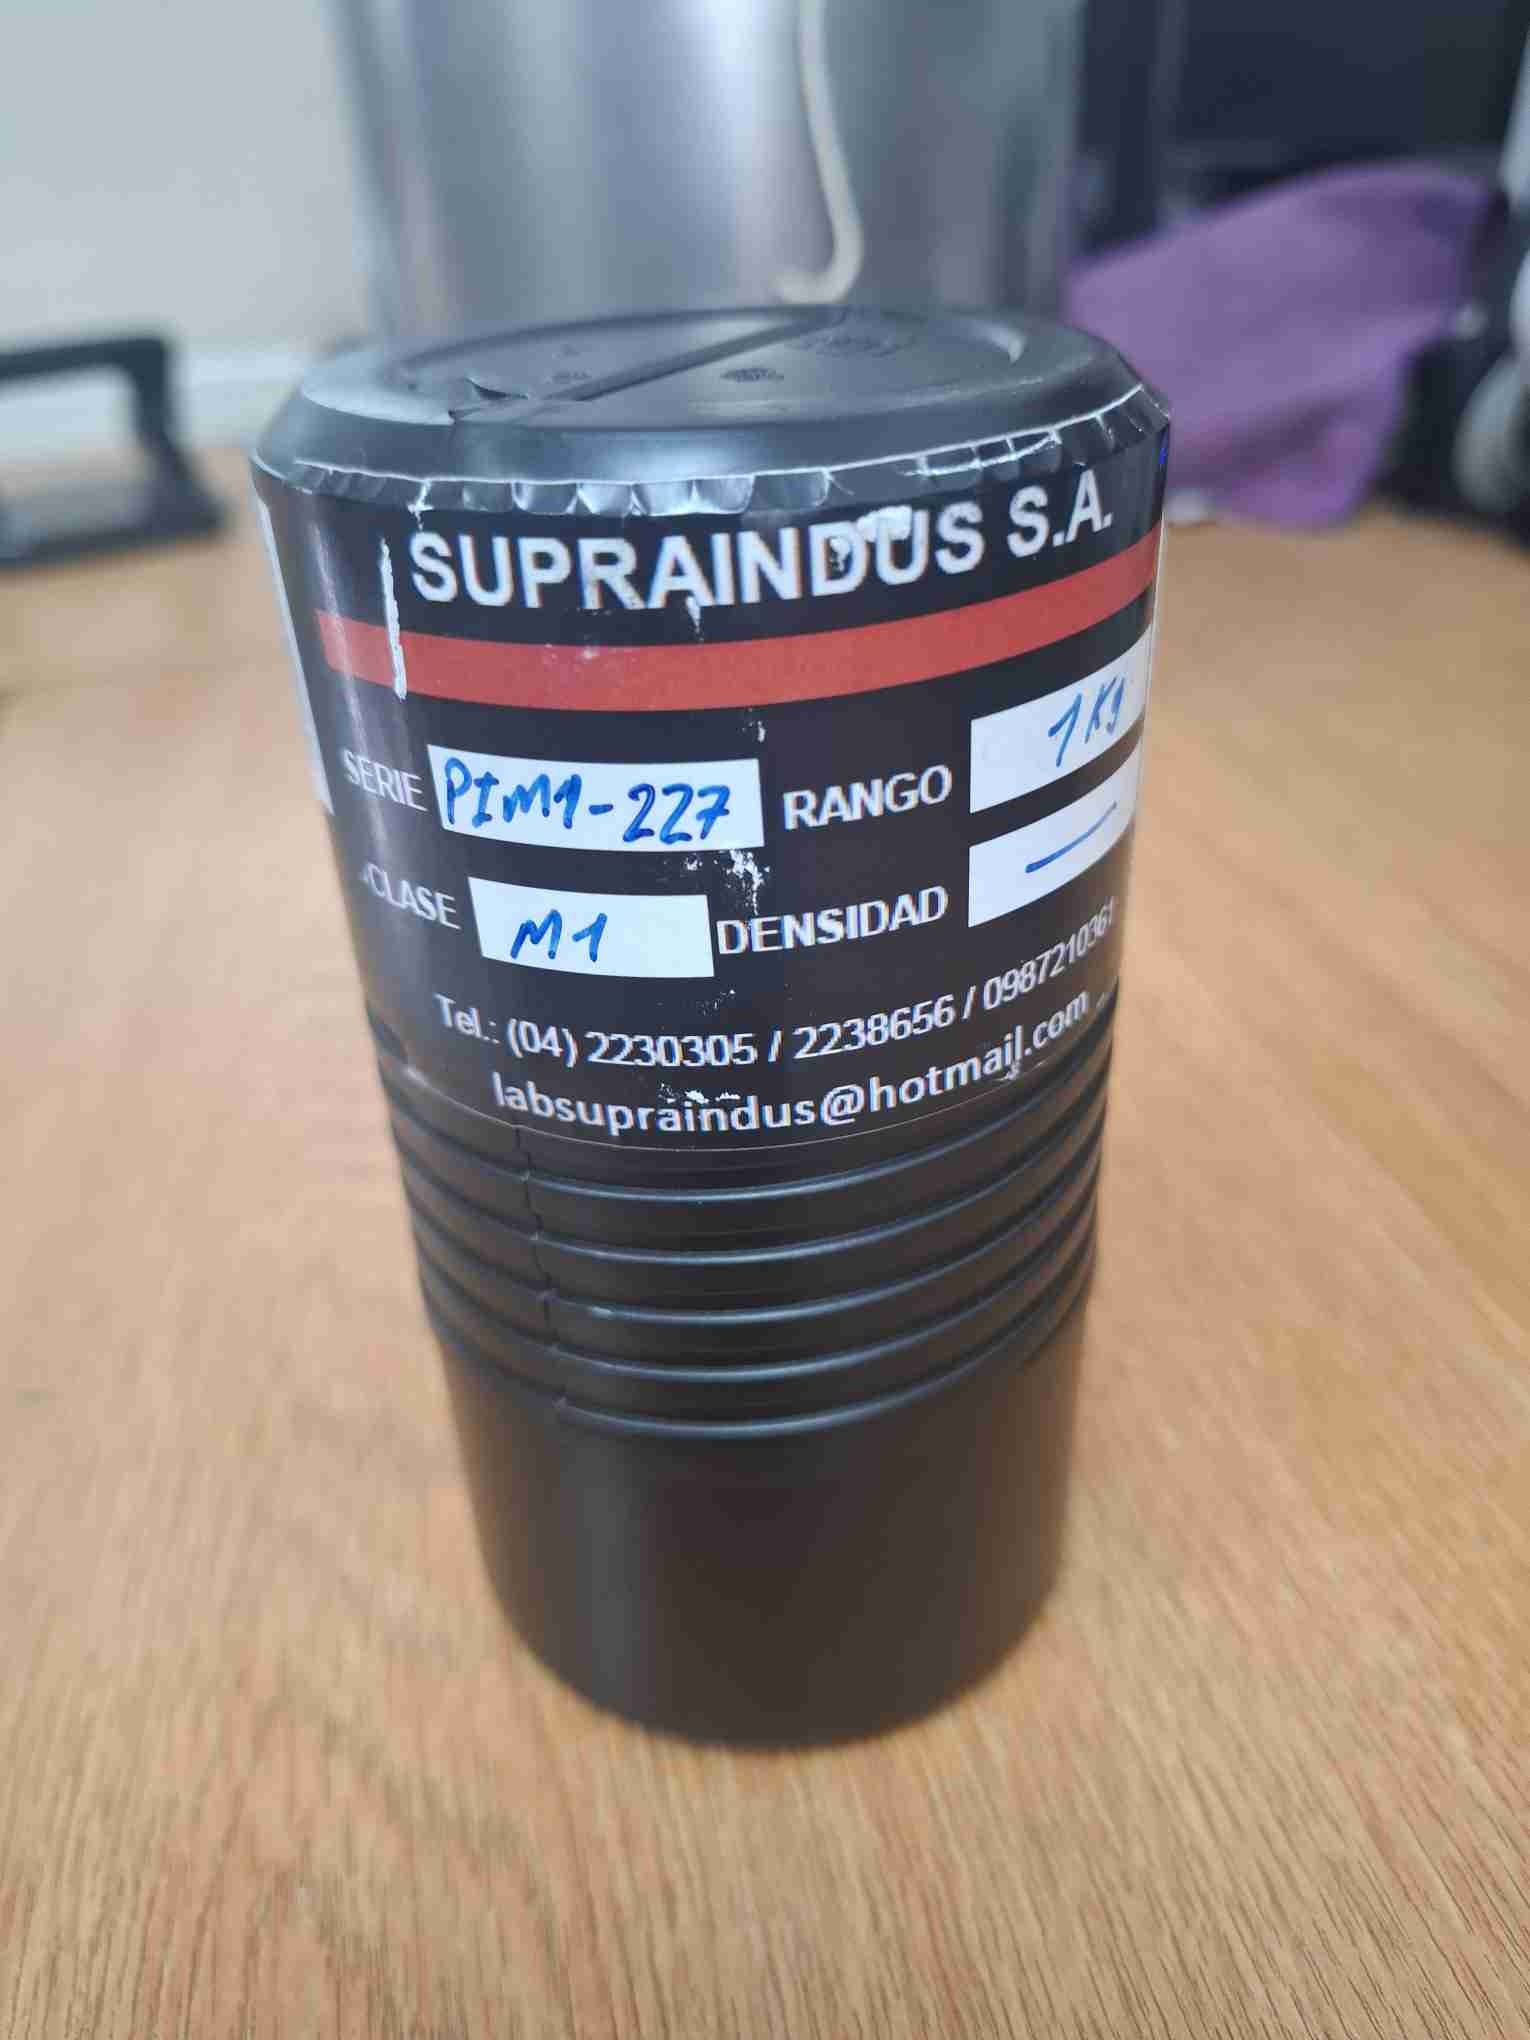 SUPRAINDUS S.A.
SERIE PIM1-227 RANGO 1Kg
CLASE M1 DENSIDAD —
Tel.: (04) 2230305 / 2238656 / 0987210361
labsupraindus@hotmail.com